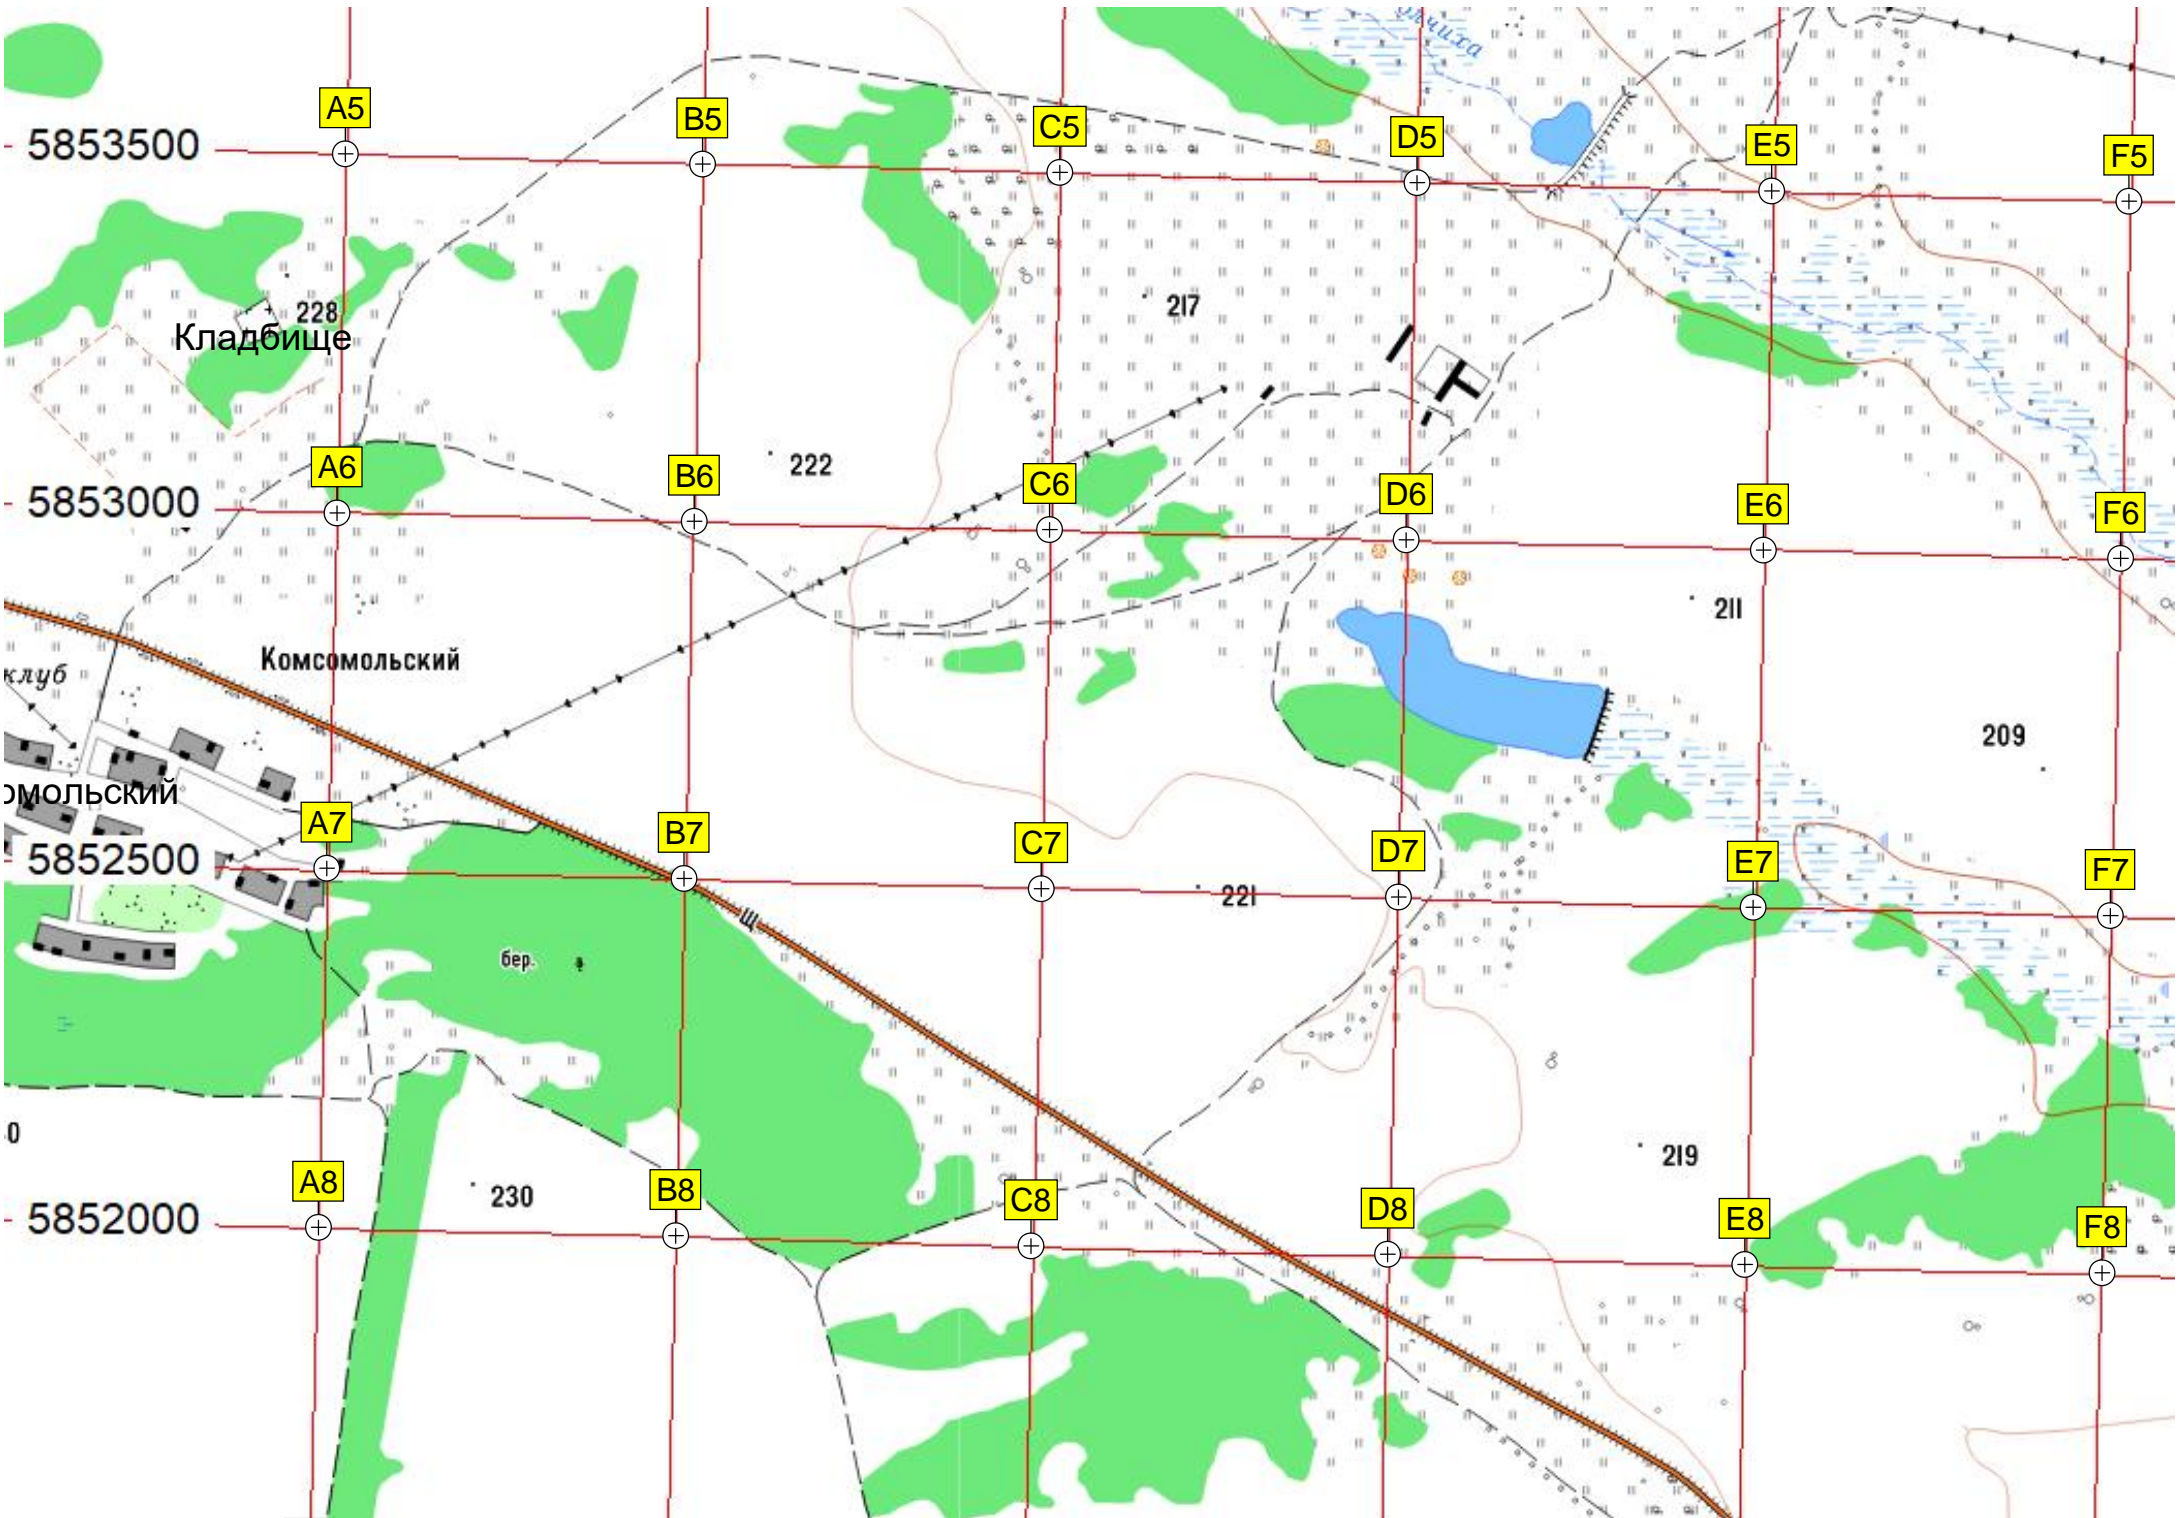 A5
B5
C5
D5
E5
F5
5853500
228
Кладбище
217
222
A6
B6
C6
D6
E6
F6
5853000
211
Комсомольский
клуб
209
омольский
A7
B7
C7
D7
E7
F7
5852500
221
Щ
бер.
219
230
A8
B8
C8
D8
E8
F8
5852000